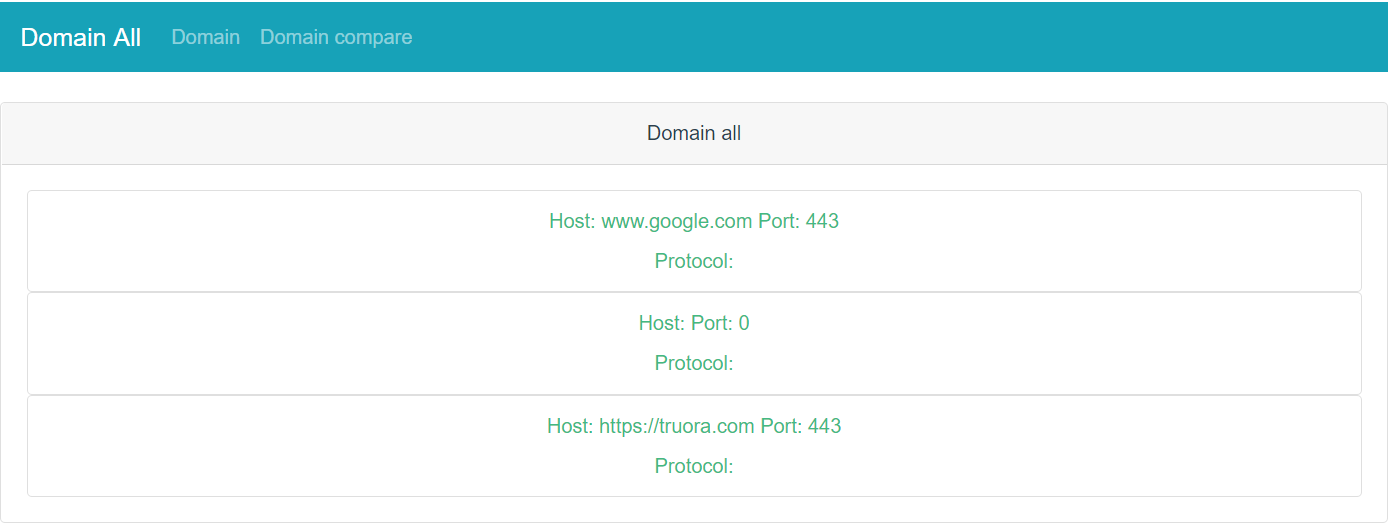 Domain All Domain Domain compare
Domain all
Host: www.google.com Port: 443
Protocol:
Host: Port: 0
Protocol:
Host: https://truora.com Port: 443
Protocol: